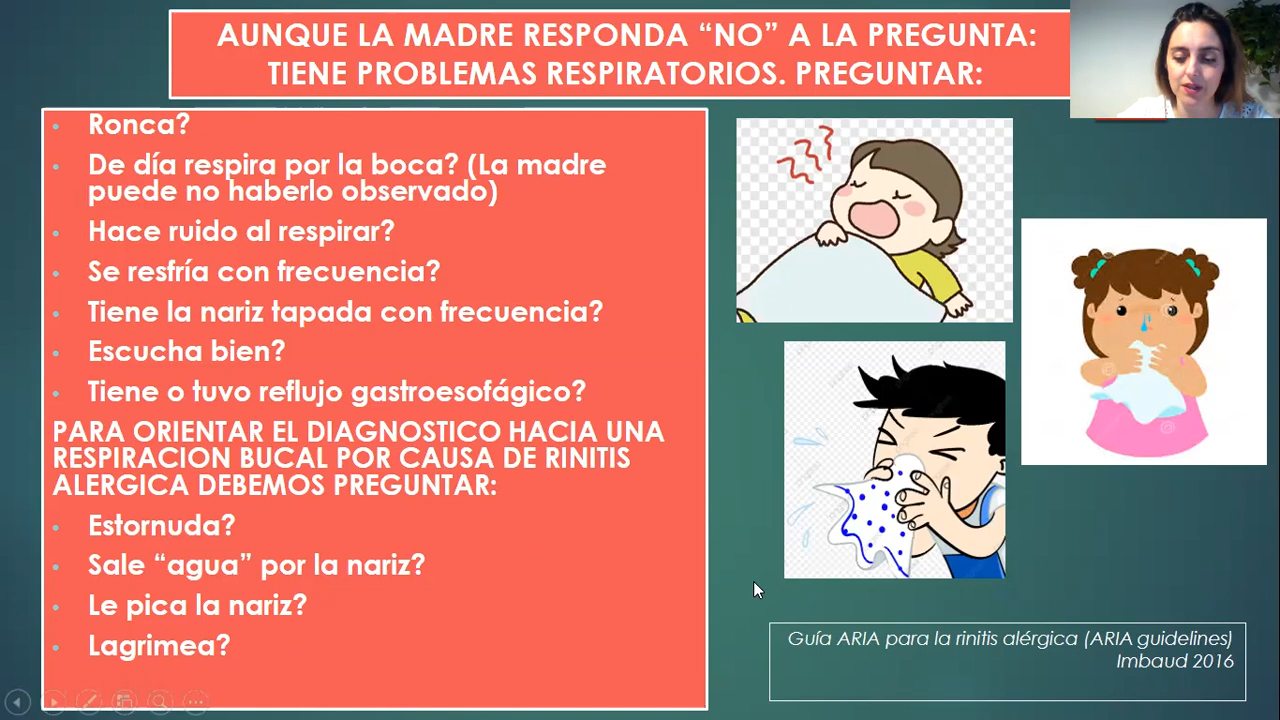 AUNQUE LA MADRE RESPONDA “NO” A LA PREGUNTA:
TIENE PROBLEMAS RESPIRATORIOS. PREGUNTAR:
Ronca?
De día respira por la boca? (La madre
puede no haberlo observado)
Hace ruido al respirar?
Se resfría con frecuencia?
Tiene la nariz tapada con frecuencia?
Escucha bien?
Tiene o tuvo reflujo gastroesofágico?
PARA ORIENTAR EL DIAGNOSTICO HACIA UNA
RESPIRACION BUCAL POR CAUSA DE RINITIS
ALERGICA DEBEMOS PREGUNTAR:
Estornuda?
Sale “agua” por la nariz?
Le pica la nariz?
Lagrimea?
Guía ARIA para la rinitis alérgica (ARIA guidelines)
Imbaud 2016